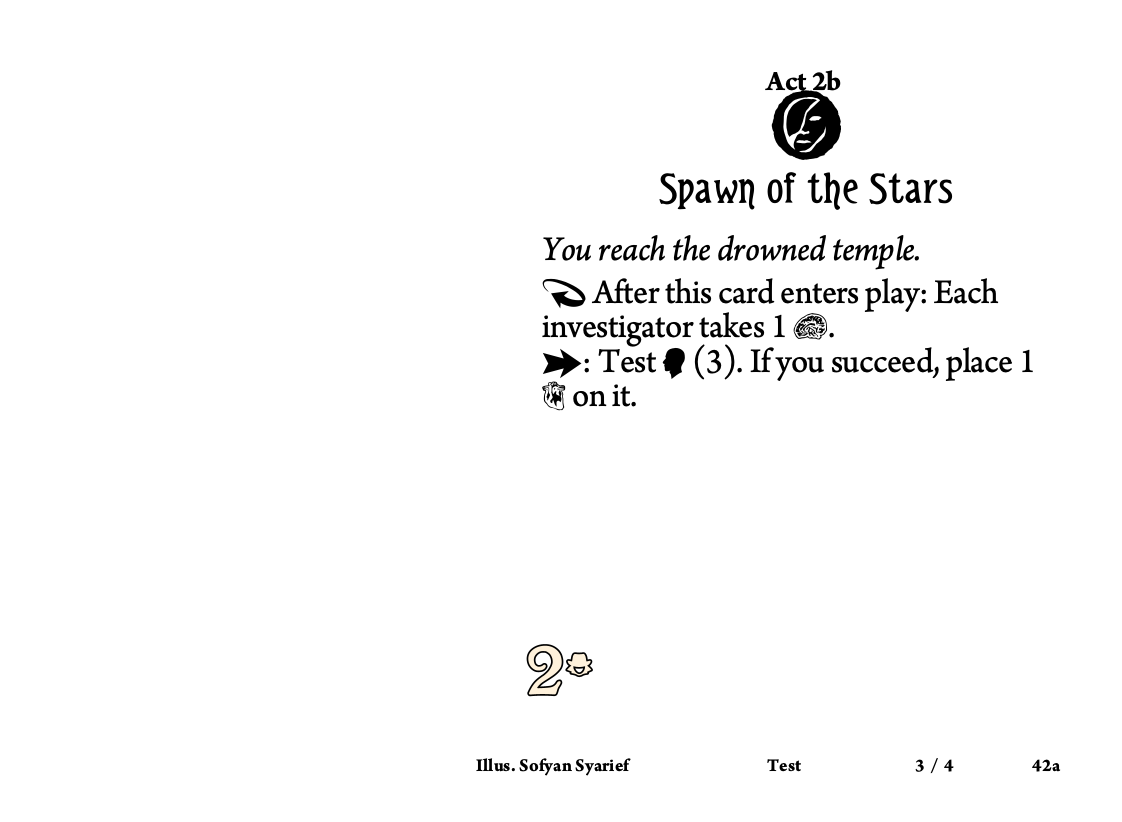 Act 2b
Spawn of the Stars
You reach the drowned temple.
After this card enters play: Each
investigator takes 1 .
: Test (3). If you succeed, place 1
on it.
2
Illus. Sofyan Syarief Test 3 / 4 42a